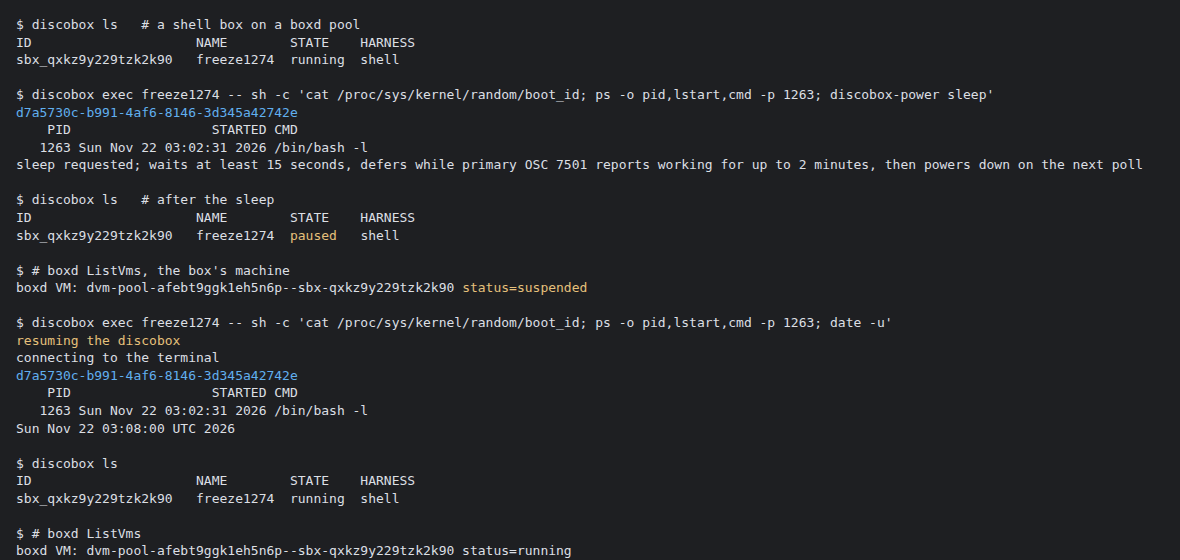 $ discobox ls   # a shell box on a boxd pool
ID                     NAME        STATE    HARNESS
sbx_qxkz9y229tzk2k90   freeze1274  running  shell
$ discobox exec freeze1274 -- sh -c 'cat /proc/sys/kernel/random/boot_id; ps -o pid,lstart,cmd -p 1263; discobox-power sleep'
d7a5730c-b991-4af6-8146-3d345a42742e
    PID                  STARTED CMD
   1263 Sun Nov 22 03:02:31 2026 /bin/bash -l
sleep requested; waits at least 15 seconds, defers while primary OSC 7501 reports working for up to 2 minutes, then powers down on the next poll
$ discobox ls   # after the sleep
ID                     NAME        STATE    HARNESS
sbx_qxkz9y229tzk2k90   freeze1274  paused   shell
$ # boxd ListVms, the box's machine
boxd VM: dvm-pool-afebt9ggk1eh5n6p--sbx-qxkz9y229tzk2k90 status=suspended
$ discobox exec freeze1274 -- sh -c 'cat /proc/sys/kernel/random/boot_id; ps -o pid,lstart,cmd -p 1263; date -u'
resuming the discobox
connecting to the terminal
d7a5730c-b991-4af6-8146-3d345a42742e
    PID                  STARTED CMD
   1263 Sun Nov 22 03:02:31 2026 /bin/bash -l
Sun Nov 22 03:08:00 UTC 2026
$ discobox ls
ID                     NAME        STATE    HARNESS
sbx_qxkz9y229tzk2k90   freeze1274  running  shell
$ # boxd ListVms
boxd VM: dvm-pool-afebt9ggk1eh5n6p--sbx-qxkz9y229tzk2k90 status=running